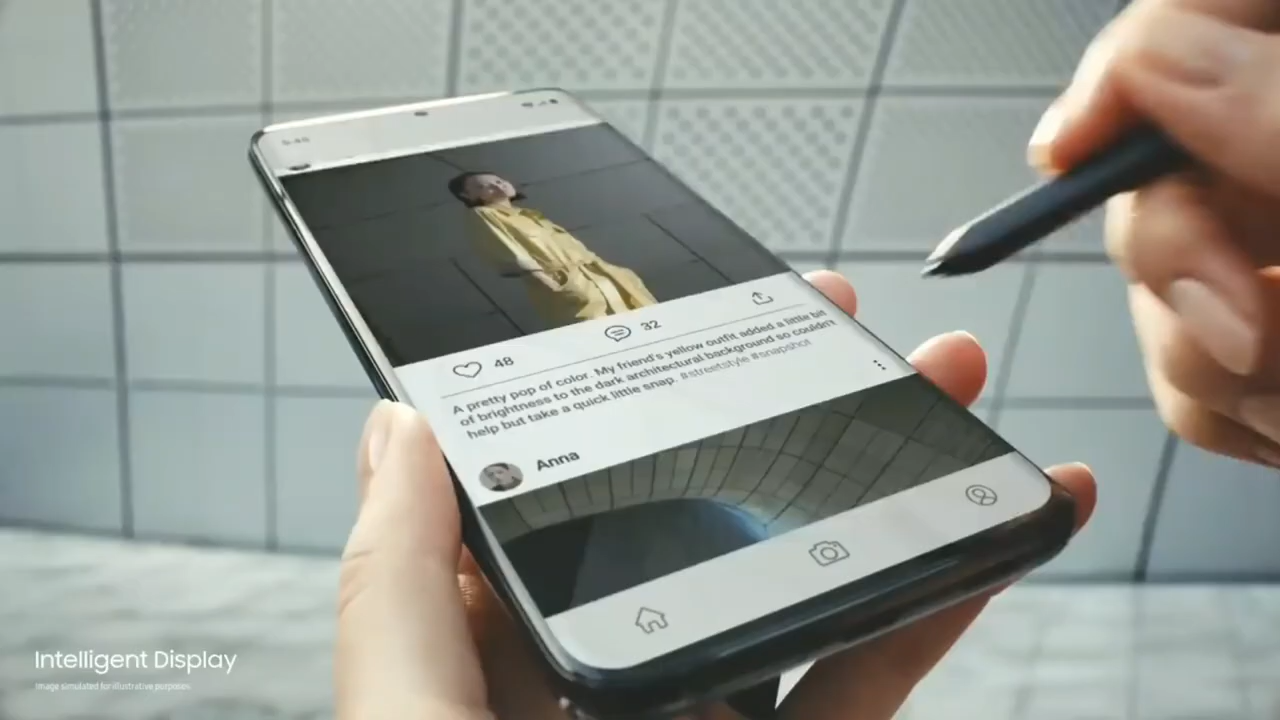 48
32
A pretty pop of color. My friend's yellow outfit added a little bit
of brightness to the dark architectural background so couldn't
help but take a quick little snap. #streetstyle #snapshot
Anna
Intelligent Display
Image simulated for illustrative purposes.